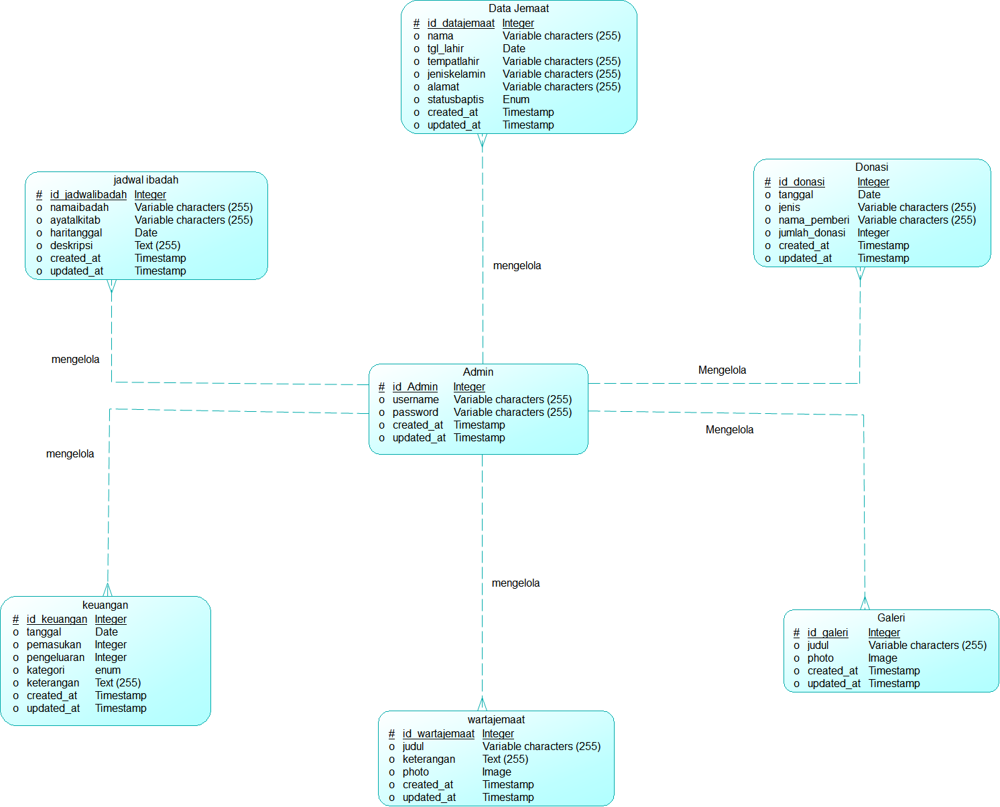 Data Jemaat
# id_datajemaat Integer
o nama Variable characters (255)
o tgl_lahir Date
o tempatlahir Variable characters (255)
o jeniskelamin Variable characters (255)
o alamat Variable characters (255)
o statusbaptis Enum
o created_at Timestamp
o updated_at Timestamp
jadwal ibadah
# id_jadwalibadah Integer
o namaibadah Variable characters (255)
o ayatalkitab Variable characters (255)
o haritanggal Date
o deskripsi Text (255)
o created_at Timestamp
o updated_at Timestamp
Donasi
# id_donasi Integer
o tanggal Date
o jenis Variable characters (255)
o nama_pemberi Variable characters (255)
o jumlah_donasi Integer
o created_at Timestamp
o updated_at Timestamp
mengelola
mengelola
Mengelola
Admin
# id_Admin Integer
o username Variable characters (255)
o password Variable characters (255)
o created_at Timestamp
o updated_at Timestamp
mengelola
Mengelola
mengelola
keuangan
# id_keuangan Integer
o tanggal Date
o pemasukan Integer
o pengeluaran Integer
o kategori enum
o keterangan Text (255)
o created_at Timestamp
o updated_at Timestamp
Galeri
# id_galeri Integer
o judul Variable characters (255)
o photo Image
o created_at Timestamp
o updated_at Timestamp
wartajemaat
# id_wartajemaat Integer
o judul Variable characters (255)
o keterangan Text (255)
o photo Image
o created_at Timestamp
o updated_at Timestamp